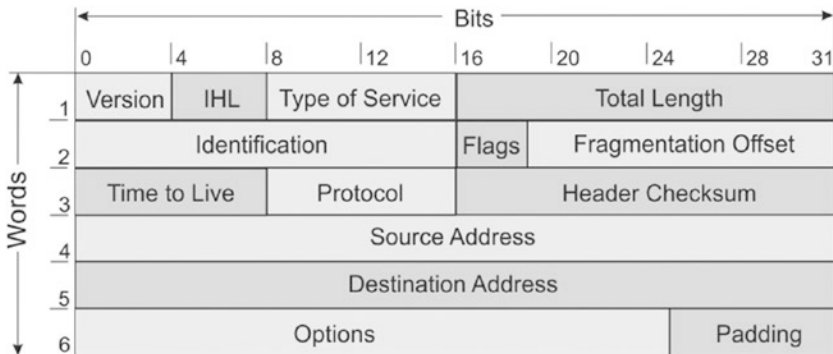 Bits
0 4 8 12 16 20 24 28 31
Words
1 Version IHL Type of Service Total Length
2 Identification Flags Fragmentation Offset
3 Time to Live Protocol Header Checksum
4 Source Address
5 Destination Address
6 Options Padding